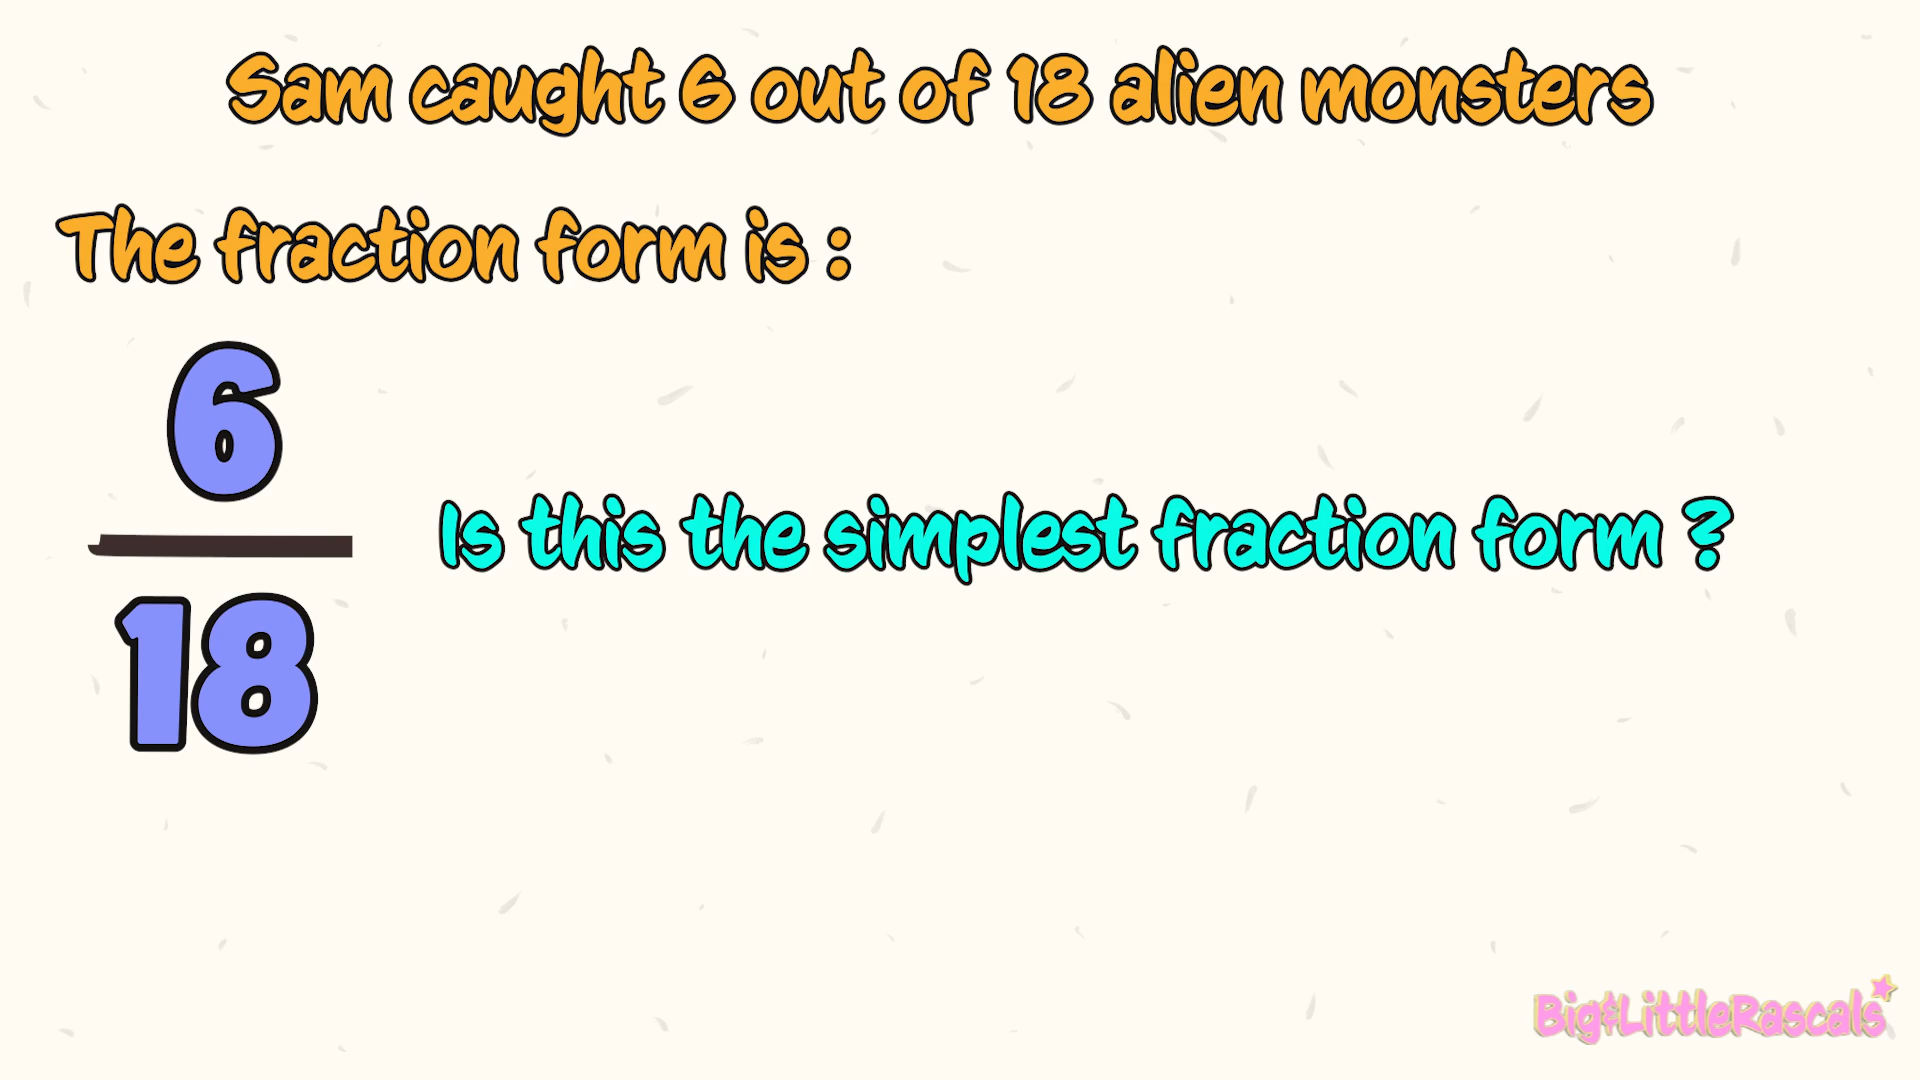 Sam caught 6 out of 18 alien monsters
The fraction form is :
6
18
Is this the simplest fraction form ?
Big&LittleRascals